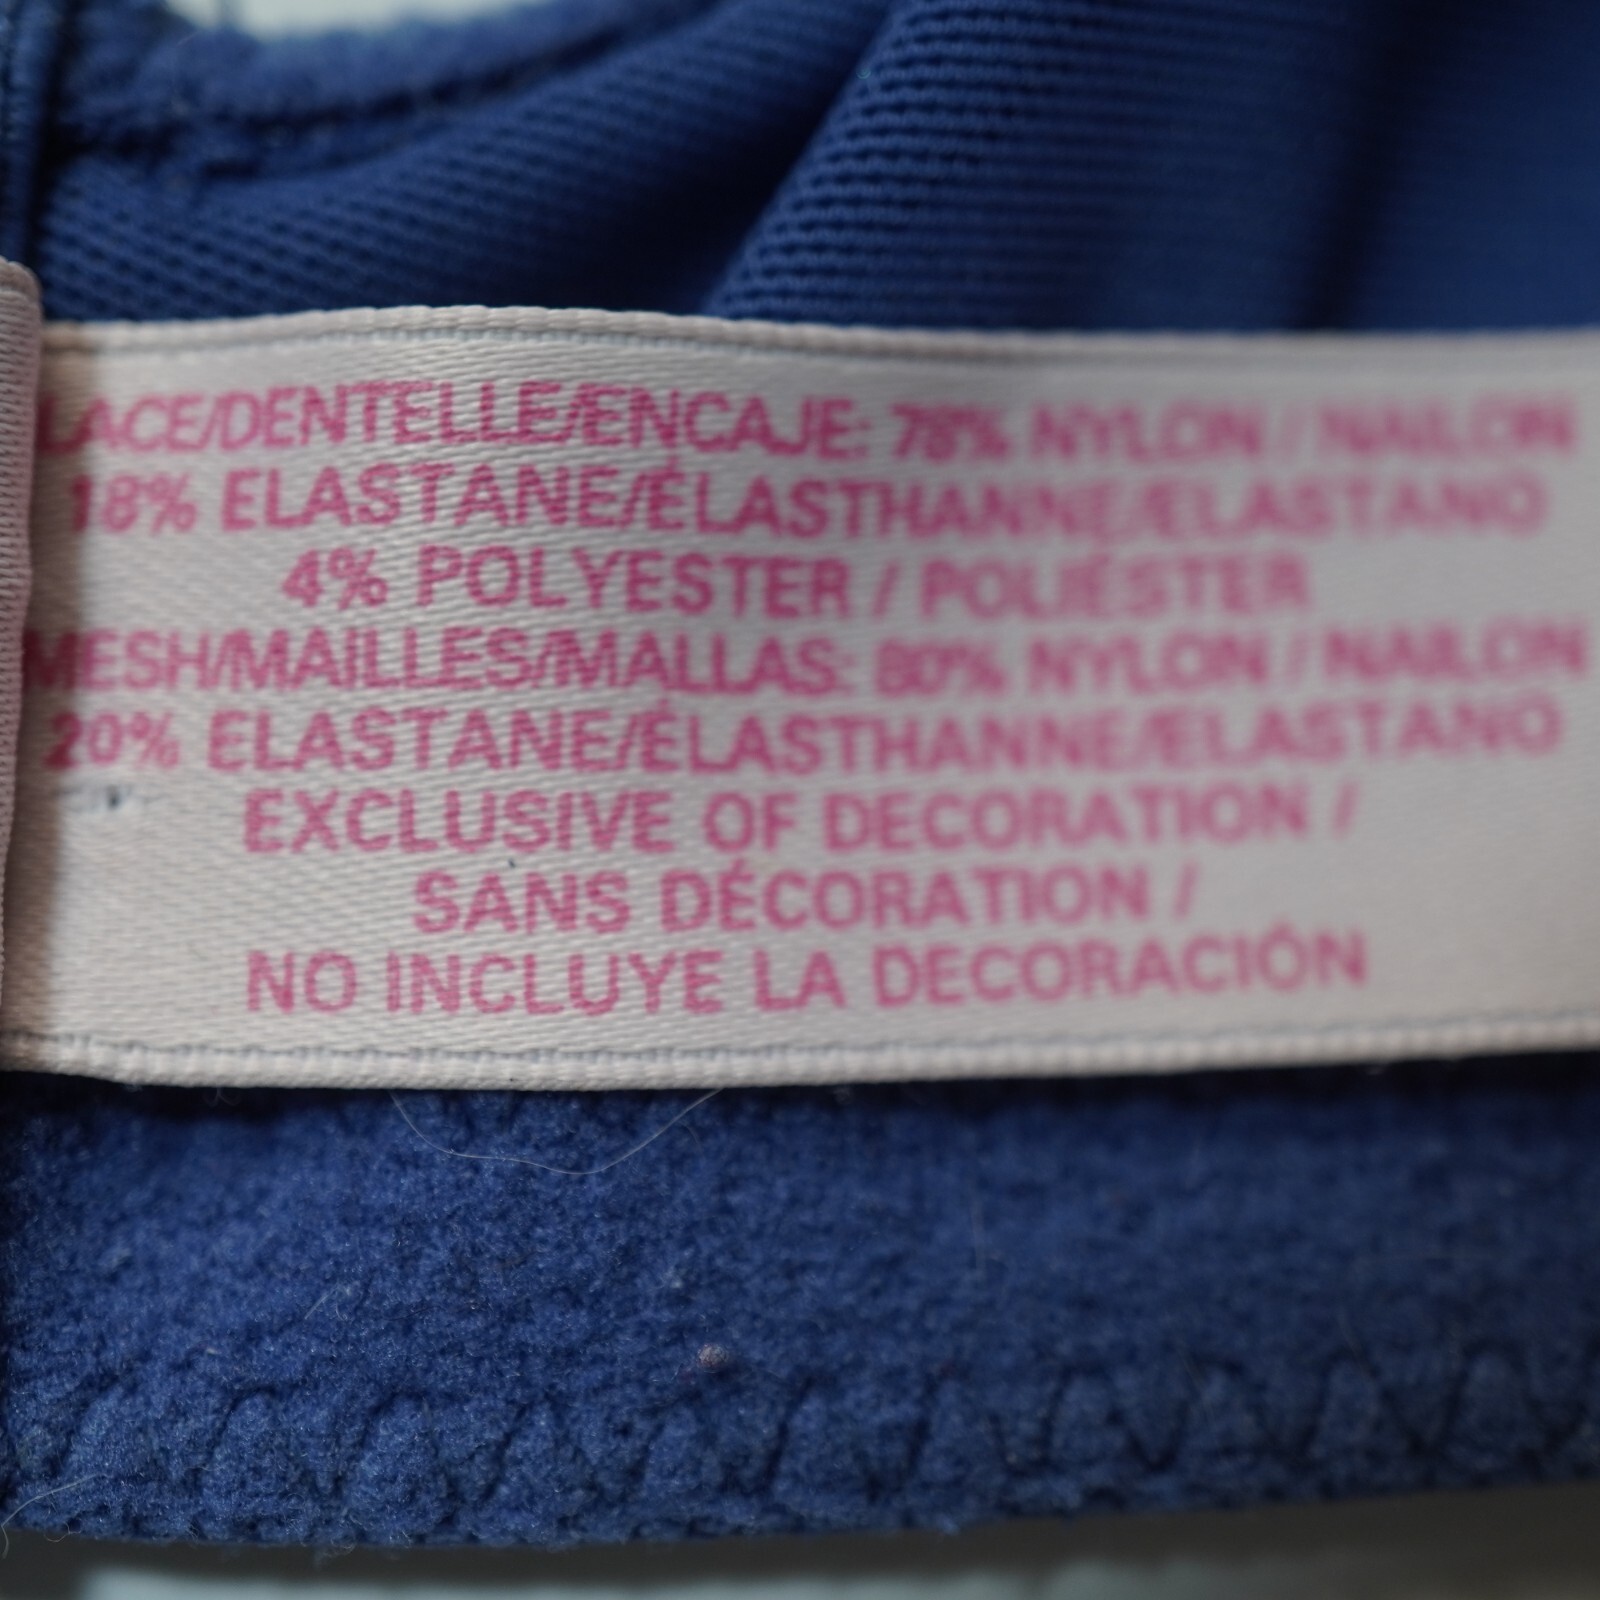 LACE/DENTELLE/ENCAJE: 78% NYLON / NAILON
18% ELASTANE/ÉLASTHANNE/ELASTANO
4% POLYESTER / POLIÉSTER
MESH/MAILLES/MALLAS: 80% NYLON / NAILON
20% ELASTANE/ÉLASTHANNE/ELASTANO
EXCLUSIVE OF DECORATION /
SANS DÉCORATION /
NO INCLUYE LA DECORACIÓN